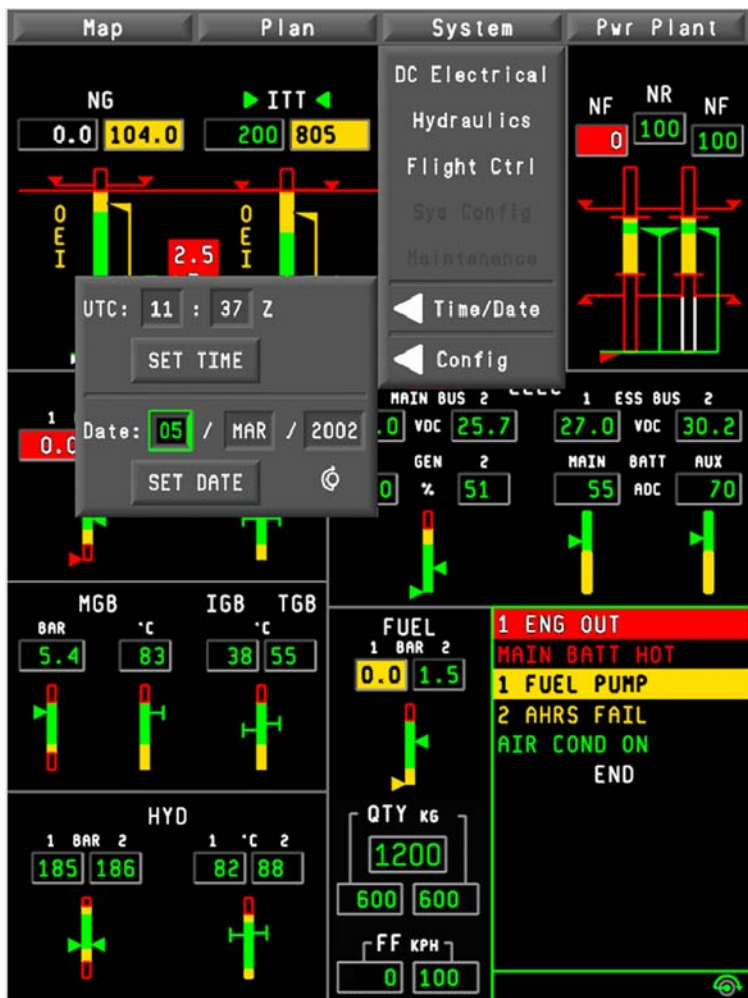 Map Plan System Pwr Plant
DC Electrical
Hydraulics
Flight Ctrl
Sys Config
Maintenance
Time/Date
Config
NG ITT
0.0 104.0 200 805
NF NR NF
0 100 100
OEI OEI
2.5
UTC: 11 : 37 Z
SET TIME
Date: 05 / MAR / 2002
SET DATE
1
0.0
MAIN BUS 2 1 ESS BUS 2
.0 VDC 25.7 27.0 VDC 30.2
GEN 2 MAIN BATT AUX
0 % 51 55 ADC 70
MGB IGB TGB
BAR °C °C
5.4 83 38 55
HYD
1 BAR 2 1 °C 2
185 186 82 88
FUEL
1 BAR 2
0.0 1.5
QTY KG
1200
600 600
FF KPH
0 100
1 ENG OUT
MAIN BATT HOT
1 FUEL PUMP
2 AHRS FAIL
AIR COND ON
END